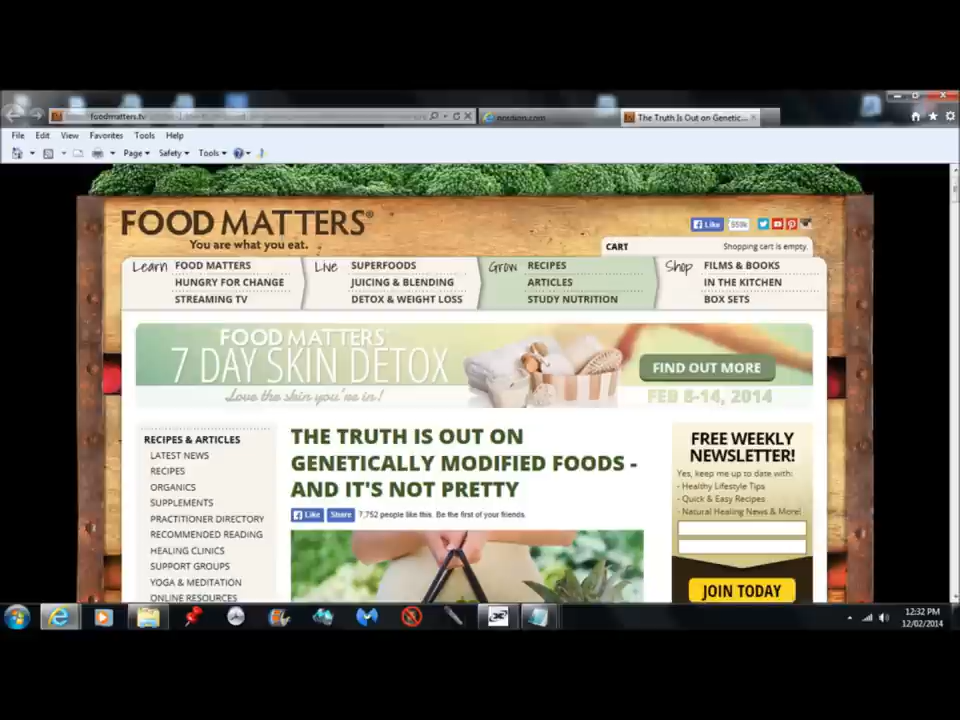 foodmatters.tv
nordion.com
The Truth Is Out on Genetic...
File Edit View Favorites Tools Help
Page Safety Tools
FOOD MATTERS®
You are what you eat.
Like 559k
CART Shopping cart is empty.
Learn FOOD MATTERS
HUNGRY FOR CHANGE
STREAMING TV
Live SUPERFOODS
JUICING & BLENDING
DETOX & WEIGHT LOSS
Grow RECIPES
ARTICLES
STUDY NUTRITION
Shop FILMS & BOOKS
IN THE KITCHEN
BOX SETS
FOOD MATTERS®
7 DAY SKIN DETOX
Love the skin you're in!
FIND OUT MORE
FEB 8-14, 2014
RECIPES & ARTICLES
LATEST NEWS
RECIPES
ORGANICS
SUPPLEMENTS
PRACTITIONER DIRECTORY
RECOMMENDED READING
HEALING CLINICS
SUPPORT GROUPS
YOGA & MEDITATION
ONLINE RESOURCES
THE TRUTH IS OUT ON
GENETICALLY MODIFIED FOODS -
AND IT'S NOT PRETTY
Like Share 7,752 people like this. Be the first of your friends.
FREE WEEKLY
NEWSLETTER!
Yes, keep me up to date with:
- Healthy Lifestyle Tips
- Quick & Easy Recipes
- Natural Healing News & More!
JOIN TODAY
12:32 PM
12/02/2014